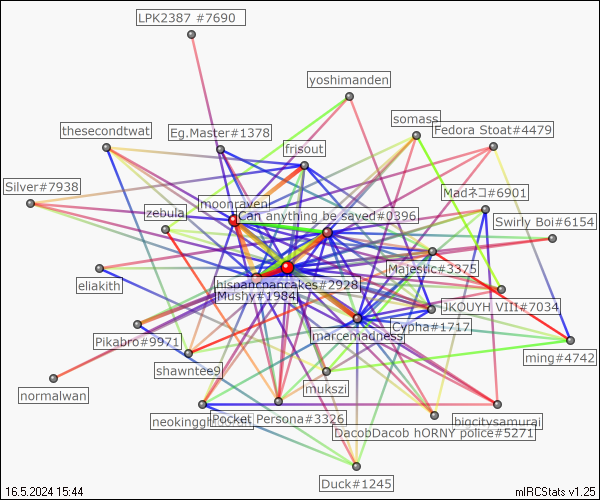 LPK2387 #7690
yoshimanden
somass
Fedora Stoat#4479
thesecondtwat
Eg.Master#1378
frisout
Silver#7938
moonraven
Madネコ#6901
zebula
Can anything be saved#0396
Swirly Boi#6154
Majestic#3375
eliakith
hispancpancakes#2928
Mushy#1984
JKOUYH VIII#7034
Cypha#1717
marcemadness
Pikabro#9971
ming#4742
shawntee9
mukszi
normalwan
Pocket Persona#3326
bigcitysamurai
DacobDacob hORNY police#5271
Duck#1245
16.5.2024 15:44
mIRCStats v1.25